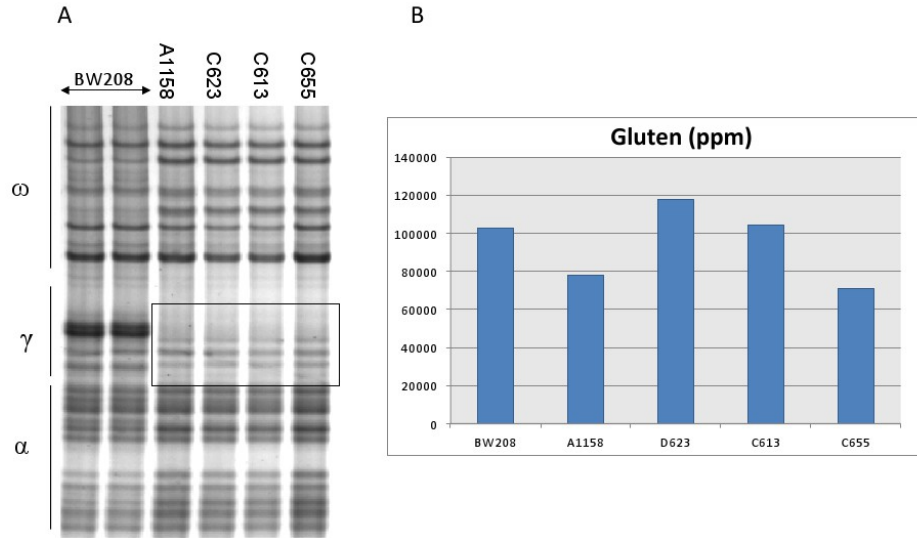 A
B
BW208
A1158
C623
C613
C655
ω
γ
α
Gluten (ppm)
140000
120000
100000
80000
60000
40000
20000
0
BW208 A1158 D623 C613 C655